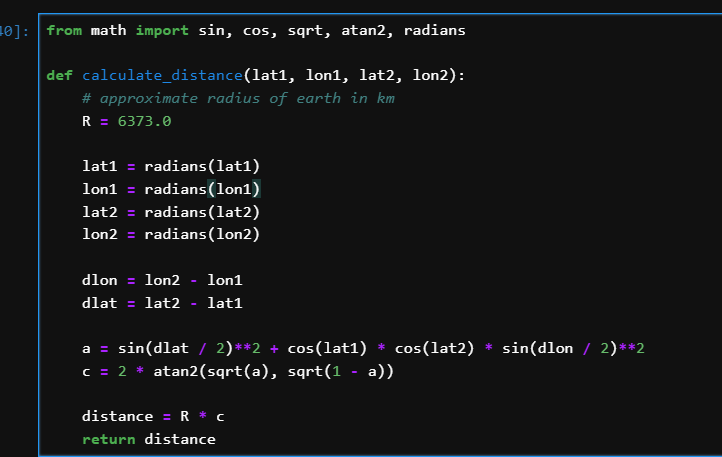 40]:
from math import sin, cos, sqrt, atan2, radians
def calculate_distance(lat1, lon1, lat2, lon2):
# approximate radius of earth in km
R = 6373.0
lat1 = radians(lat1)
lon1 = radians(lon1)
lat2 = radians(lat2)
lon2 = radians(lon2)
dlon = lon2 - lon1
dlat = lat2 - lat1
a = sin(dlat / 2)**2 + cos(lat1) * cos(lat2) * sin(dlon / 2)**2
c = 2 * atan2(sqrt(a), sqrt(1 - a))
distance = R * c
return distance